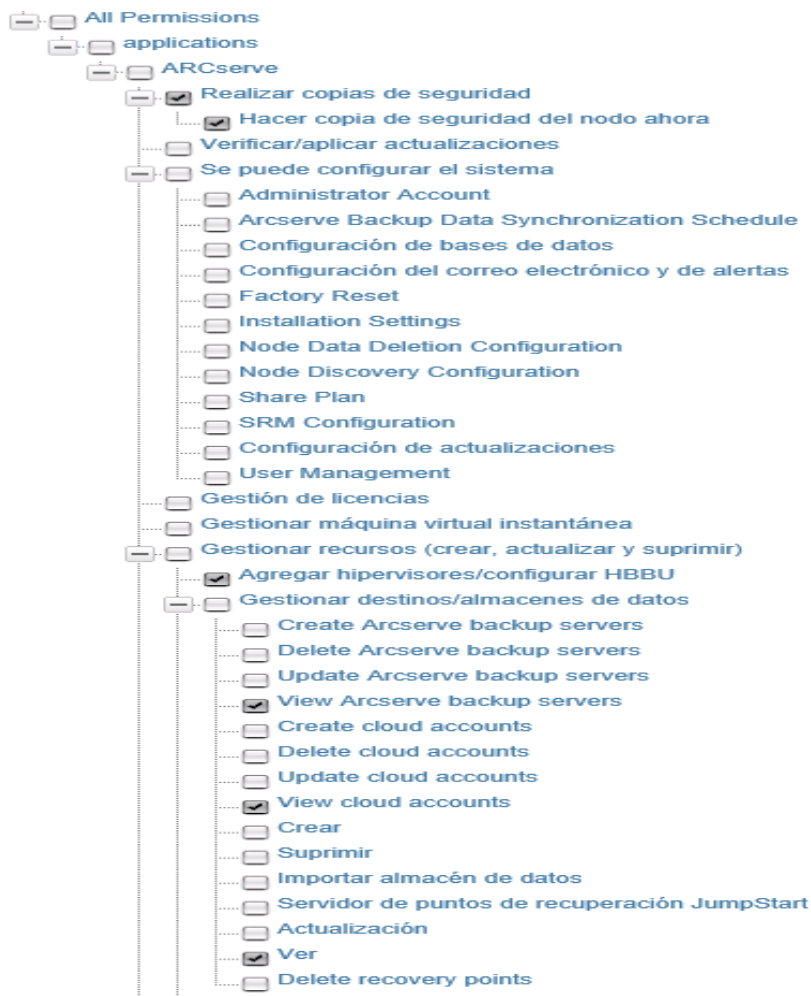 All Permissions
applications
ARCserve
Realizar copias de seguridad
Hacer copia de seguridad del nodo ahora
Verificar/aplicar actualizaciones
Se puede configurar el sistema
Administrator Account
Arcserve Backup Data Synchronization Schedule
Configuración de bases de datos
Configuración del correo electrónico y de alertas
Factory Reset
Installation Settings
Node Data Deletion Configuration
Node Discovery Configuration
Share Plan
SRM Configuration
Configuración de actualizaciones
User Management
Gestión de licencias
Gestionar máquina virtual instantánea
Gestionar recursos (crear, actualizar y suprimir)
Agregar hipervisores/configurar HBBU
Gestionar destinos/almacenes de datos
Create Arcserve backup servers
Delete Arcserve backup servers
Update Arcserve backup servers
View Arcserve backup servers
Create cloud accounts
Delete cloud accounts
Update cloud accounts
View cloud accounts
Crear
Suprimir
Importar almacén de datos
Servidor de puntos de recuperación JumpStart
Actualización
Ver
Delete recovery points